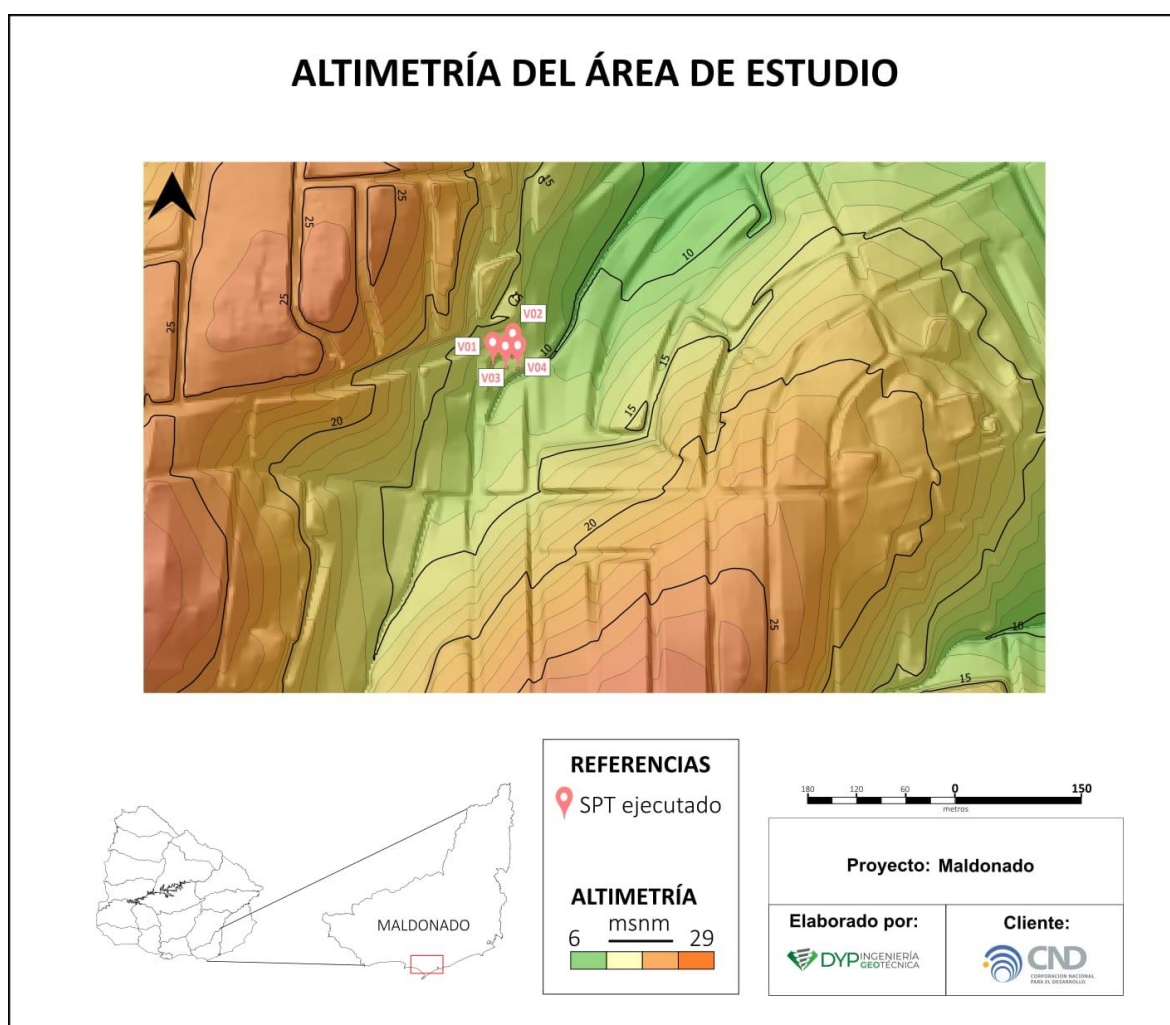 ALTIMETRÍA DEL ÁREA DE ESTUDIO
15
25
25
25
25
10
15
V02
V01
10
V03
V04
15
15
20
20
25
10
15
MALDONADO
REFERENCIAS
SPT ejecutado
ALTIMETRÍA
msnm
6
29
180
120
60
0
150
metros
Proyecto: Maldonado
Elaborado por:
DYP INGENIERÍA GEOTÉCNICA
Cliente:
CND
CORPORACIÓN NACIONAL
PARA EL DESARROLLO